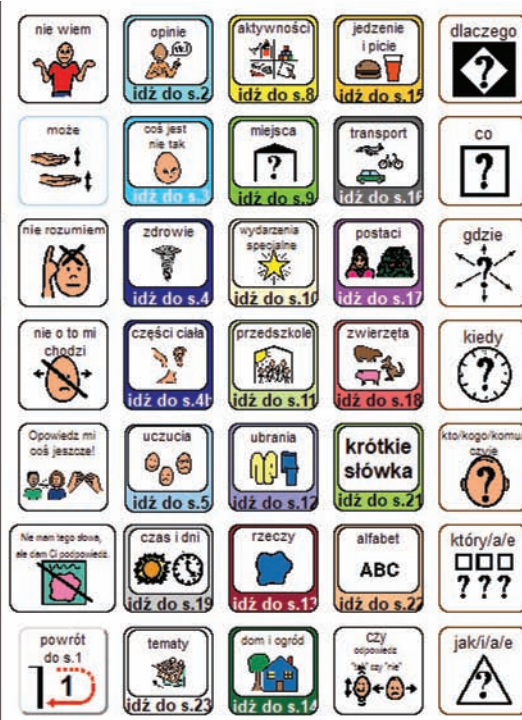 nie wiem
opinie
idź do s.2
aktywności
idź do s.8
jedzenie
i picie
idź do s.15
dlaczego
?
może
coś jest
nie tak
idź do s.3
miejsca
?
idź do s.9
transport
idź do s.16
co
?
nie rozumiem
zdrowie
idź do s.4
wydarzenia
specjalne
idź do s.10
postaci
idź do s.17
gdzie
?
nie o to mi
chodzi
części ciała
idź do s.4b
przedszkole
idź do s.11
zwierzęta
idź do s.18
kiedy
?
Opowiedz mi
coś jeszcze!
uczucia
idź do s.5
ubrania
idź do s.12
krótkie
słówka
idź do s.21
kto/kogo/komu
czyje
?
Nie mam tego słowa,
ale dam Ci podpowiedź.
czas i dni
idź do s.19
rzeczy
idź do s.13
alfabet
ABC
idź do s.22
który/a/e
? ? ?
powrót
do s.1
1
tematy
idź do s.23
dom i ogród
idź do s.14
czy
odpowiedz
"tak" czy "nie"
jak/i/a/e
?